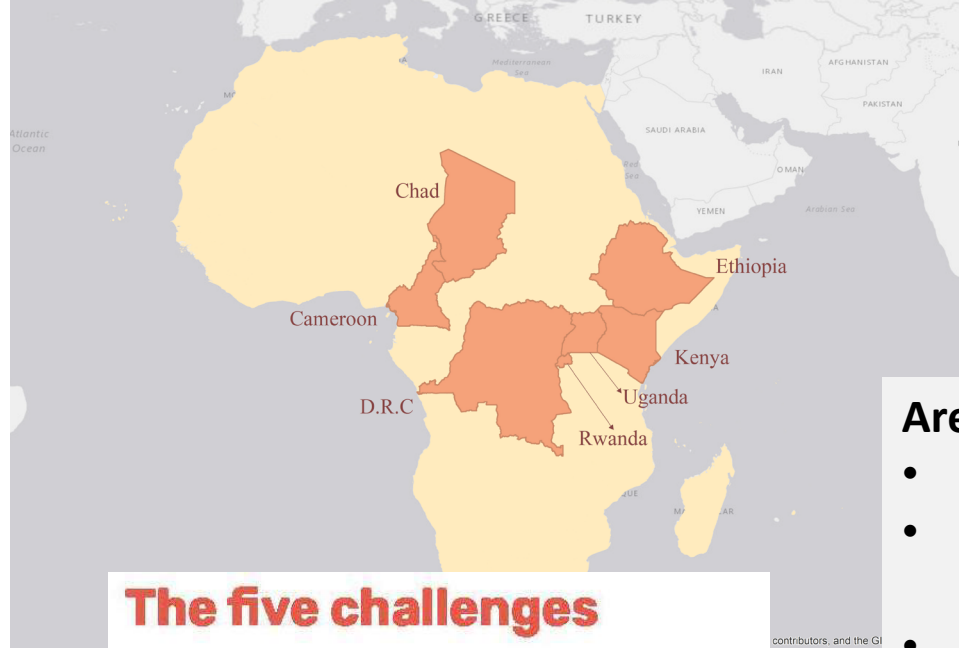 GREECE
TURKEY
Mediterranean
Sea
IRAN
AFGHANISTAN
PAKISTAN
Atlantic
Ocean
SAUDI ARABIA
Red
Sea
OMAN
YEMEN
Arabian Sea
Chad
Ethiopia
Cameroon
Kenya
D.R.C
Uganda
Rwanda
Are
•
•
•
The five challenges
contributors, and the GI